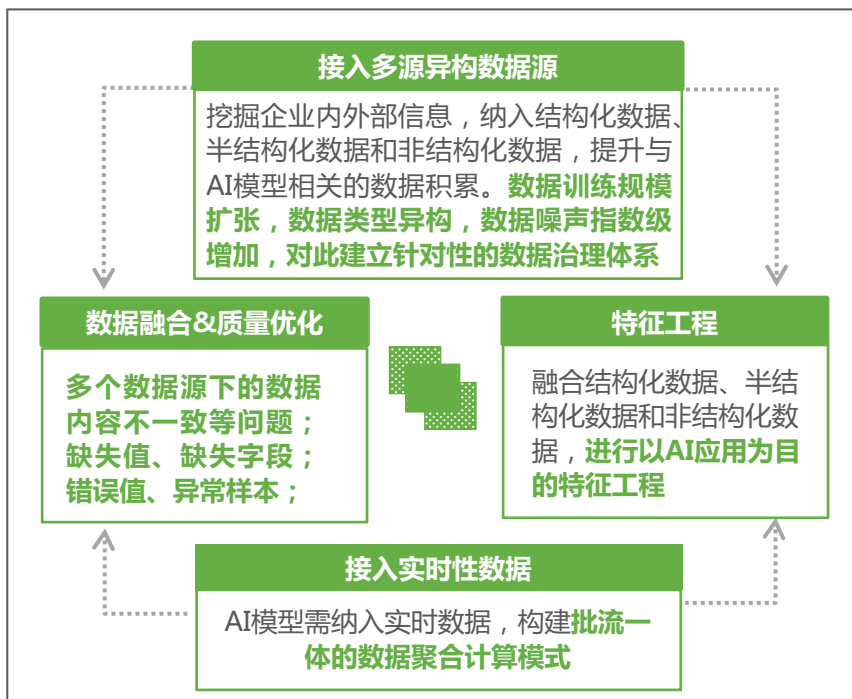 接入多源异构数据源
挖掘企业内外部信息，纳入结构化数据、
半结构化数据和非结构化数据，提升与
AI模型相关的数据积累。数据训练规模
扩张，数据类型异构，数据噪声指数级
增加，对此建立针对性的数据治理体系
数据融合&质量优化
多个数据源下的数据
内容不一致等问题；
缺失值、缺失字段；
错误值、异常样本；
特征工程
融合结构化数据、半结
构化数据和非结构化数
据，进行以AI应用为目
的特征工程
接入实时性数据
AI模型需纳入实时数据，构建批流一
体的数据聚合计算模式